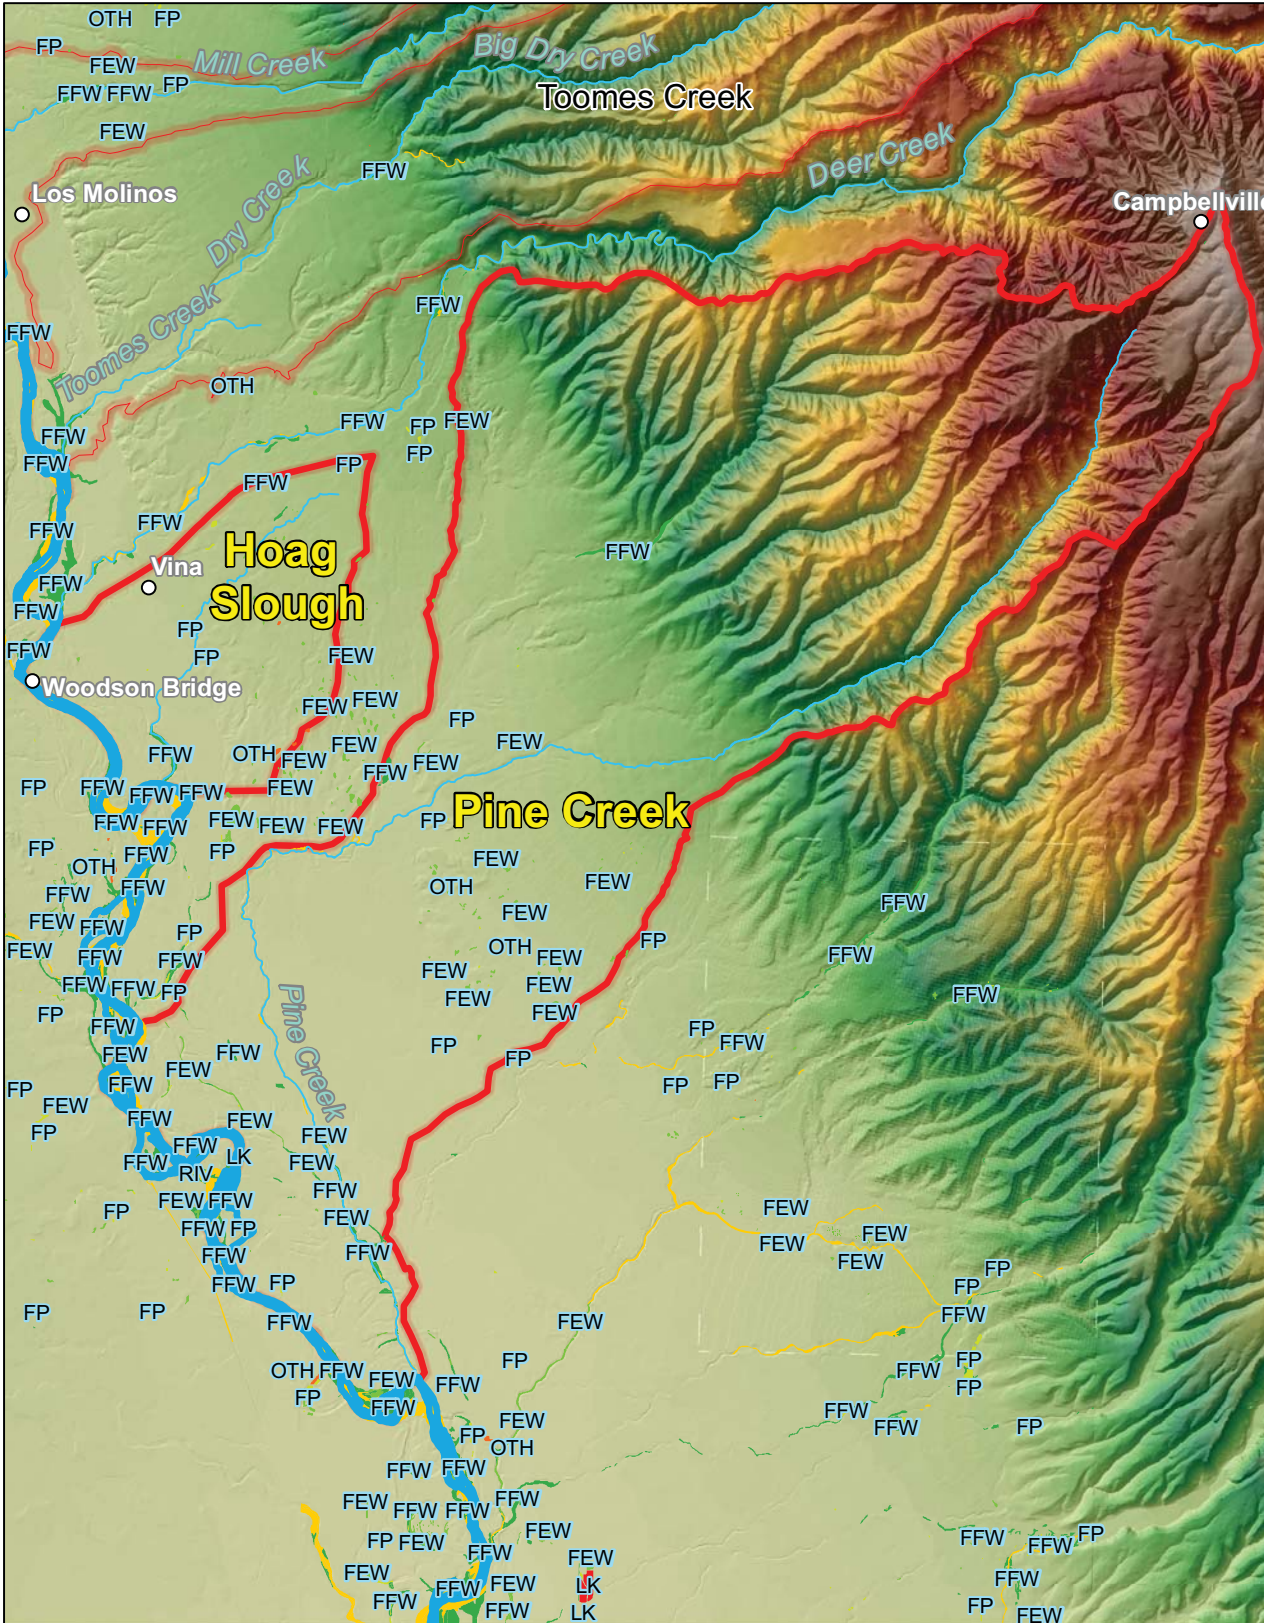 OTH FP
FP
Mill Creek
Big Dry Creek
FEW
FFW FFW FP
Toomes Creek
FEW
Dry Creek
FFW
Deer Creek
Los Molinos
Campbellville
FFW
FFW
Toomes Creek
OTH
FFW FP FEW
FFW
FP
FFW
FFW FP
FFW
FFW
Hoag
Slough
FFW
Vina
FFW
FFW
FP
FFW
FP
FEW
Woodson Bridge
FEW FEW
FP
FEW
FEW
FFW
OTH FEW
FFW FEW
FP
FFW FFW FFW FEW
Pine Creek
FFW FFW
FEW FEW FEW FP
FP
FFW
FP
FEW
OTH
FFW
OTH FEW
FFW
FEW FFW
FEW
FFW
FP
FP
FEW
FFW
FFW
OTH FEW
FFW
FEW
FFW FFW FP
FEW FEW
FFW
FP
FFW
FEW
Pine Creek
FP
FFW
FEW
FFW
FP
FP
FEW
FFW
FP
FP FP
FEW
FFW
FEW
FP
FFW
FEW
FFW
LK
FEW
RIV
FEW FFW
FFW
FP
FEW
FEW
FFW FP
FFW
FFW
FEW
FEW
FEW
FFW FP
FP
FP
FP FP
FFW
FEW
FFW
OTH FFW FEW FFW
FP
FP
FFW
FFW FP
FP
FFW
FFW
FP
FEW
FP
OTH
FFW FFW
FEW FFW FFW FFW
FP FEW
FEW
FFW
FEW
FEW
LK
FFW FEW
FFW
FFW
LK
FFW FFW FP
FFW
FP FEW